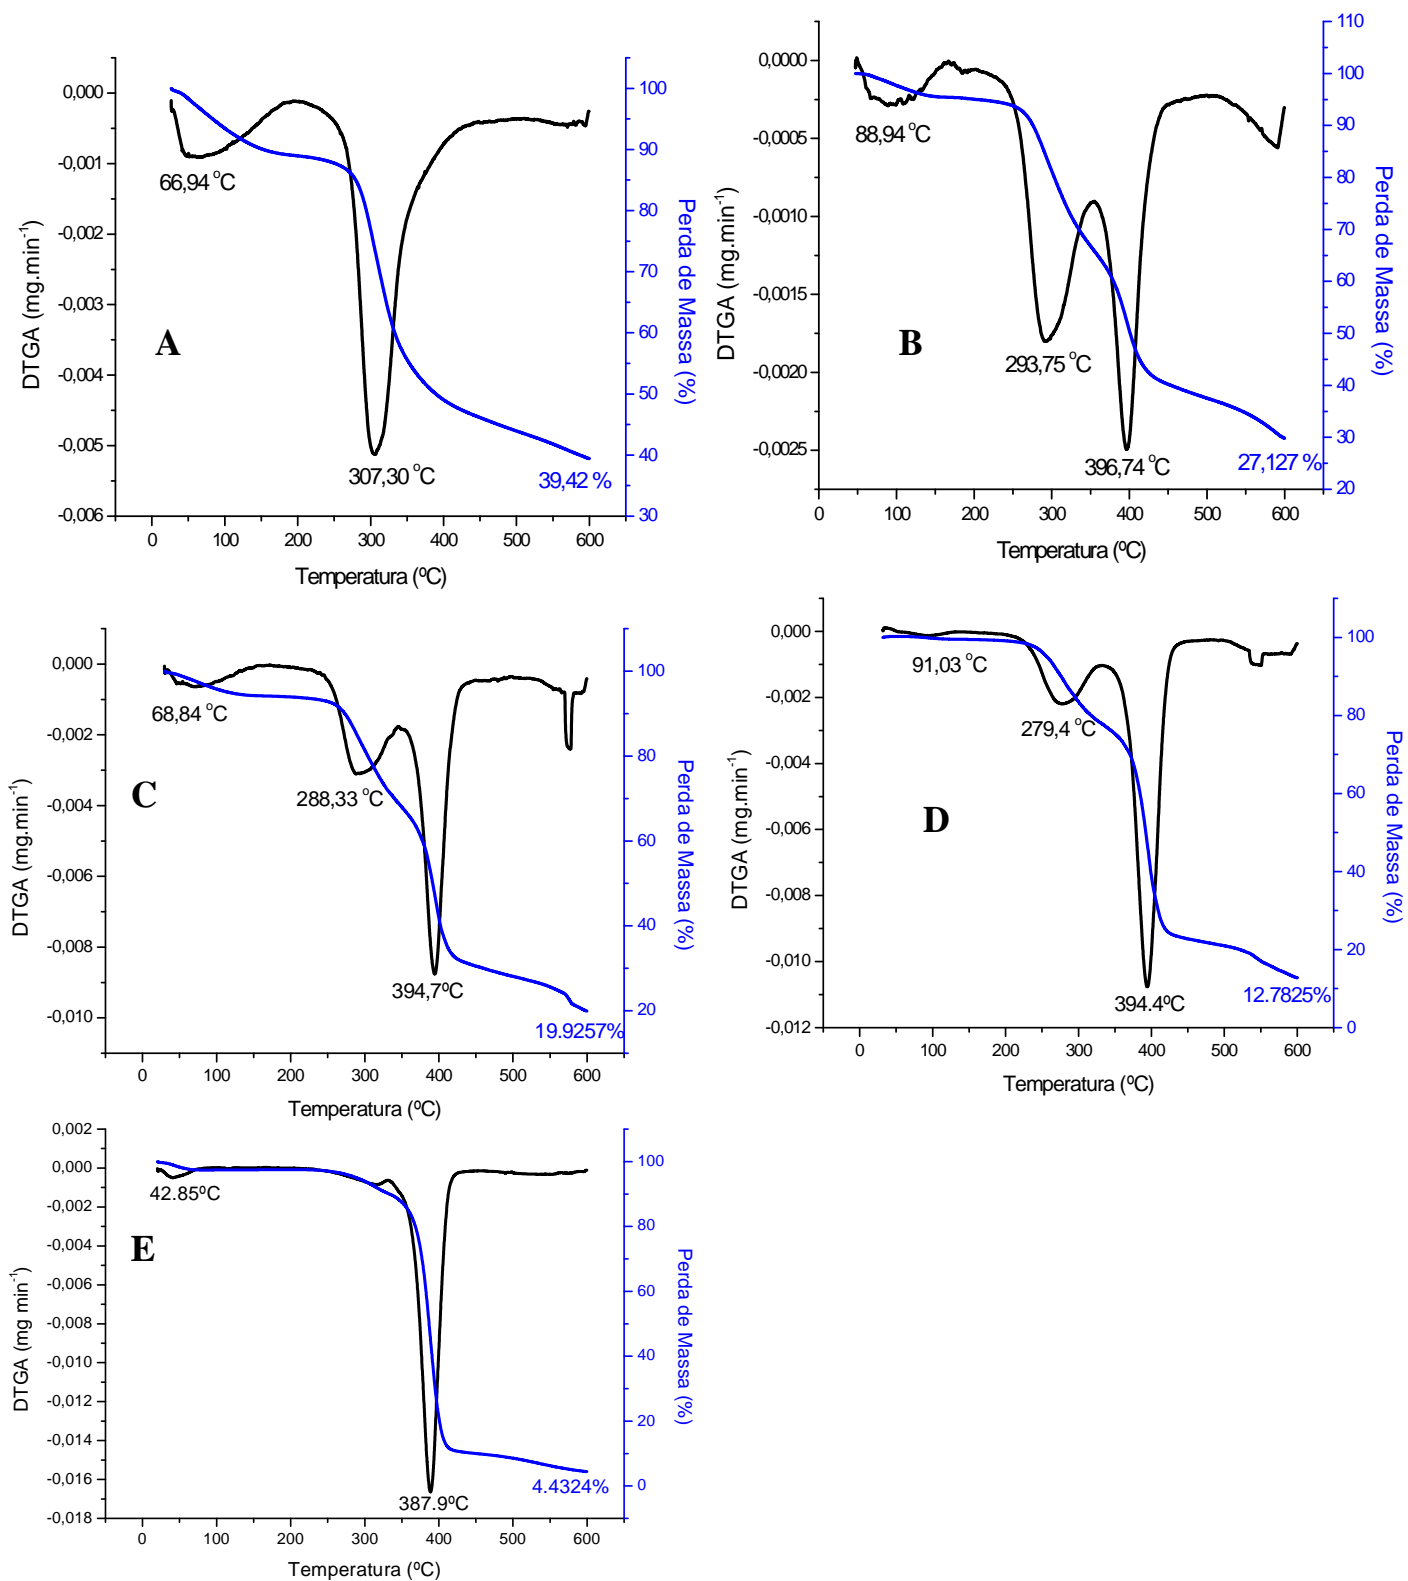 0,000
-0,001
-0,002
-0,003
-0,004
-0,005
-0,006
DTGA (mg.min⁻¹)
66,94 °C
A
307,30 °C
39,42 %
100
90
80
70
60
50
40
30
Perda de Massa (%)
0 100 200 300 400 500 600
Temperatura (ºC)
0,0000
-0,0005
-0,0010
-0,0015
-0,0020
-0,0025
DTGA (mg.min⁻¹)
88,94 °C
B
293,75 °C
396,74 °C
27,127 %
110
100
90
80
70
60
50
40
30
20
Perda de Massa (%)
0 100 200 300 400 500 600
Temperatura (ºC)
0,000
-0,002
-0,004
-0,006
-0,008
-0,010
DTGA (mg.min⁻¹)
68,84 °C
C
288,33 °C
394,7ºC
19.9257%
100
80
60
40
20
Perda de Massa (%)
0 100 200 300 400 500 600
Temperatura (ºC)
0,000
-0,002
-0,004
-0,006
-0,008
-0,010
-0,012
DTGA (mg.min⁻¹)
91,03 °C
279,4 °C
D
394.4ºC
12.7825%
100
80
60
40
20
0
Perda de Massa (%)
0 100 200 300 400 500 600
Temperatura (ºC)
0,002
0,000
-0,002
-0,004
-0,006
-0,008
-0,010
-0,012
-0,014
-0,016
-0,018
DTGA (mg min⁻¹)
42.85ºC
E
387.9ºC
4.4324%
100
80
60
40
20
0
Perda de Massa (%)
0 100 200 300 400 500 600
Temperatura (ºC)